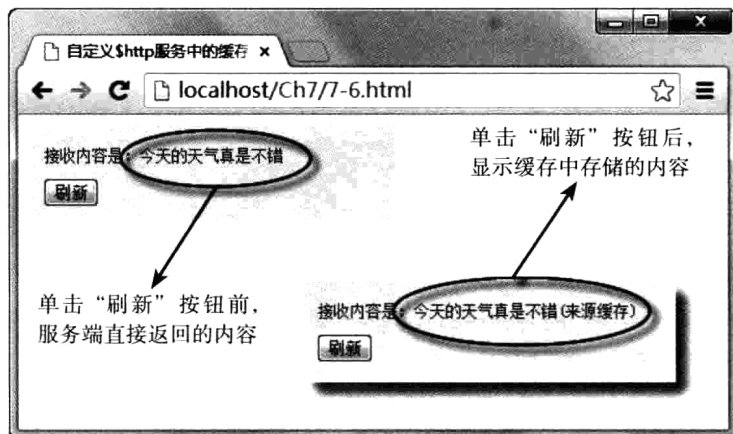 自定义$http服务中的缓存
localhost/Ch7/7-6.html
接收内容是：今天的天气真是不错
刷新
单击“刷新”按钮后，
显示缓存中存储的内容
单击“刷新”按钮前，
服务端直接返回的内容
接收内容是：今天的天气真是不错(来源缓存)
刷新